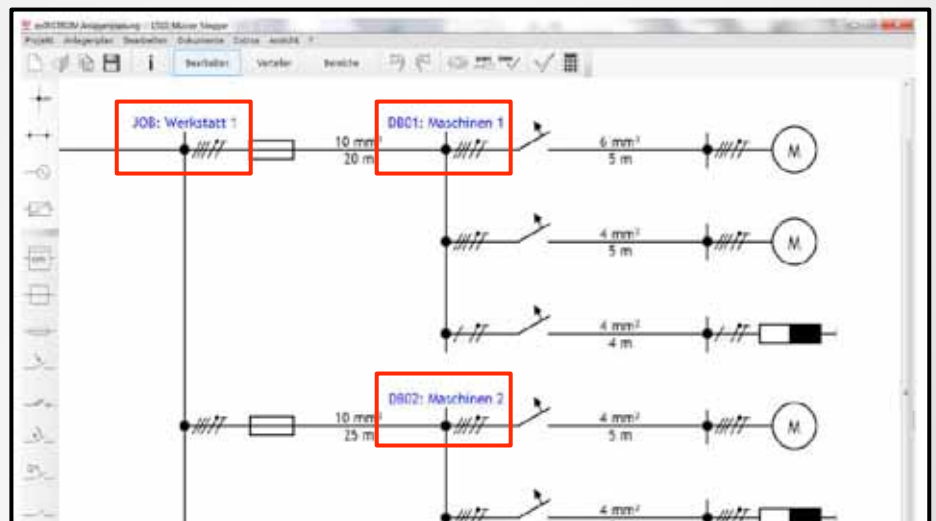 Projekt Anlagenplan Bearbeiten Dokumente Extras Ansicht ?
Bearbeiten Verteiler Bereiche
JOB: Werkstatt 1
DB01: Maschinen 1
10 mm²
20 m
6 mm²
5 m
M
4 mm²
5 m
M
4 mm²
4 m
DB02: Maschinen 2
10 mm²
25 m
4 mm²
5 m
M
4 mm²